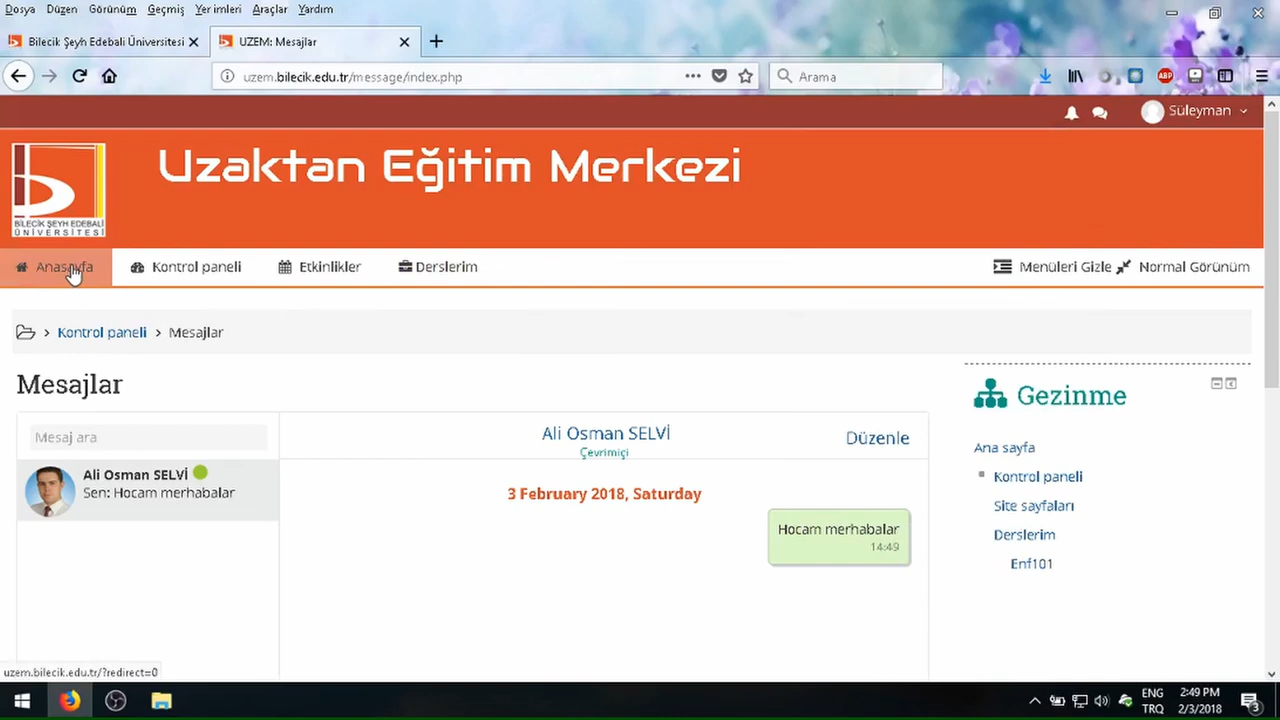 Dosya Düzen Görünüm Geçmiş Yer imleri Araçlar Yardım
Bilecik Şeyh Edebali Üniversitesi
UZEM: Mesajlar
uzem.bilecik.edu.tr/message/index.php
Arama
ABP
Süleyman
BİLECİK ŞEYH EDEBALİ
ÜNİVERSİTESİ
Uzaktan Eğitim Merkezi
Anasayfa Kontrol paneli Etkinlikler Derslerim Menüleri Gizle Normal Görünüm
> Kontrol paneli > Mesajlar
Mesajlar
Mesaj ara
Ali Osman SELVİ
Sen: Hocam merhabalar
Ali Osman SELVİ
Çevrimiçi
Düzenle
3 February 2018, Saturday
Hocam merhabalar
14:49
Gezinme
Ana sayfa
Kontrol paneli
Site sayfaları
Derslerim
Enf101
uzem.bilecik.edu.tr/?redirect=0
ENG
TRQ
2:49 PM
2/3/2018
3